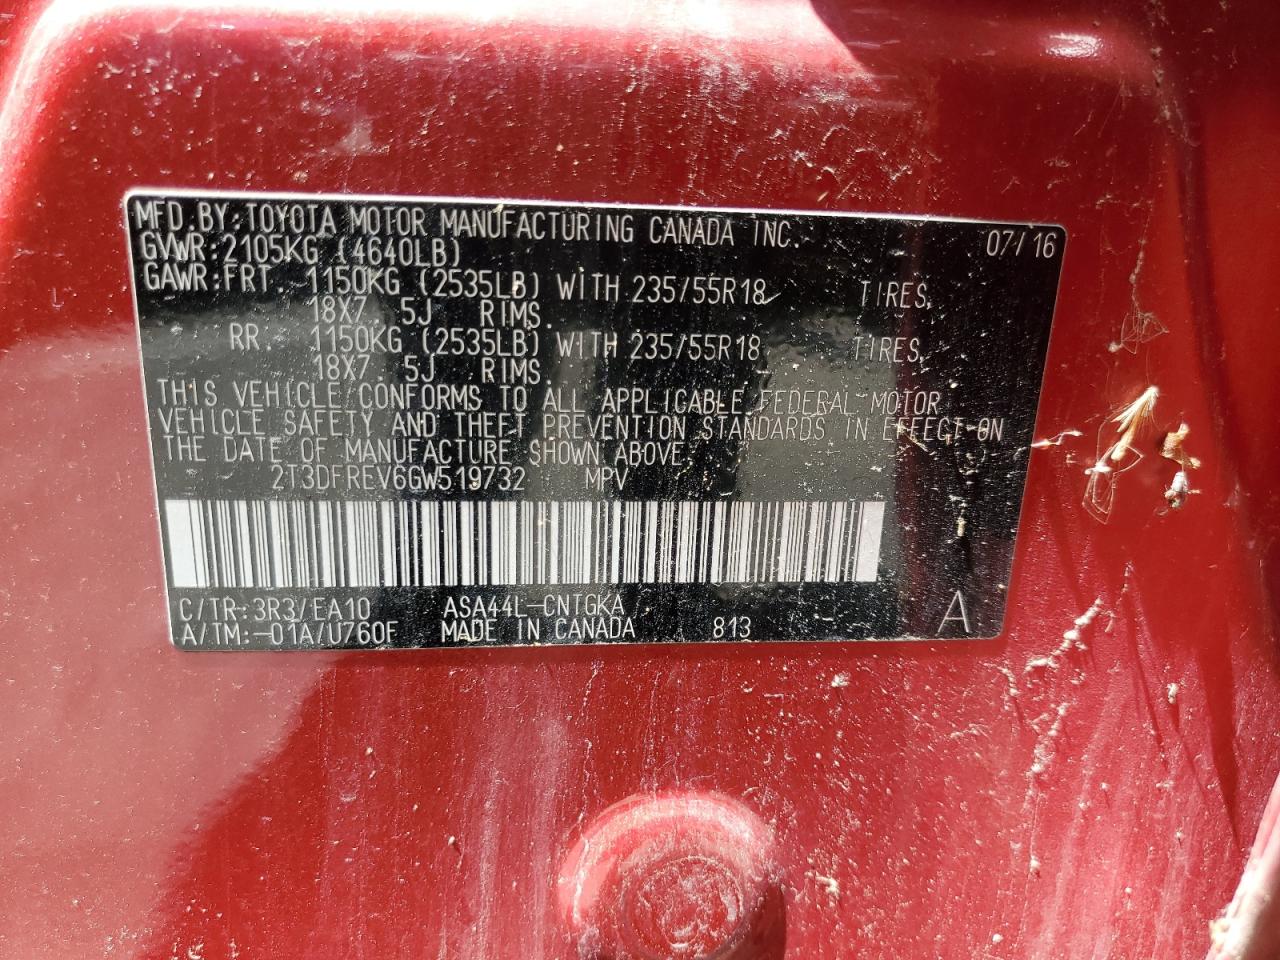 MFD.BY:TOYOTA MOTOR MANUFACTURING CANADA INC. 07/16
GVWR:2105KG (4640LB)
GAWR:FRT. 1150KG (2535LB) WITH 235/55R18 TIRES,
18X7. 5J RIMS.
RR. 1150KG (2535LB) WITH 235/55R18 TIRES,
18X7. 5J RIMS.
THIS VEHICLE CONFORMS TO ALL APPLICABLE FEDERAL MOTOR
VEHICLE SAFETY AND THEFT PREVENTION STANDARDS IN EFFECT ON
THE DATE OF MANUFACTURE SHOWN ABOVE.
2T3DFREV6GW519732 MPV
C/TR:3R3/EA10 ASA44L-CNTGKA
A/TM:-01A/U760F MADE IN CANADA 813 A